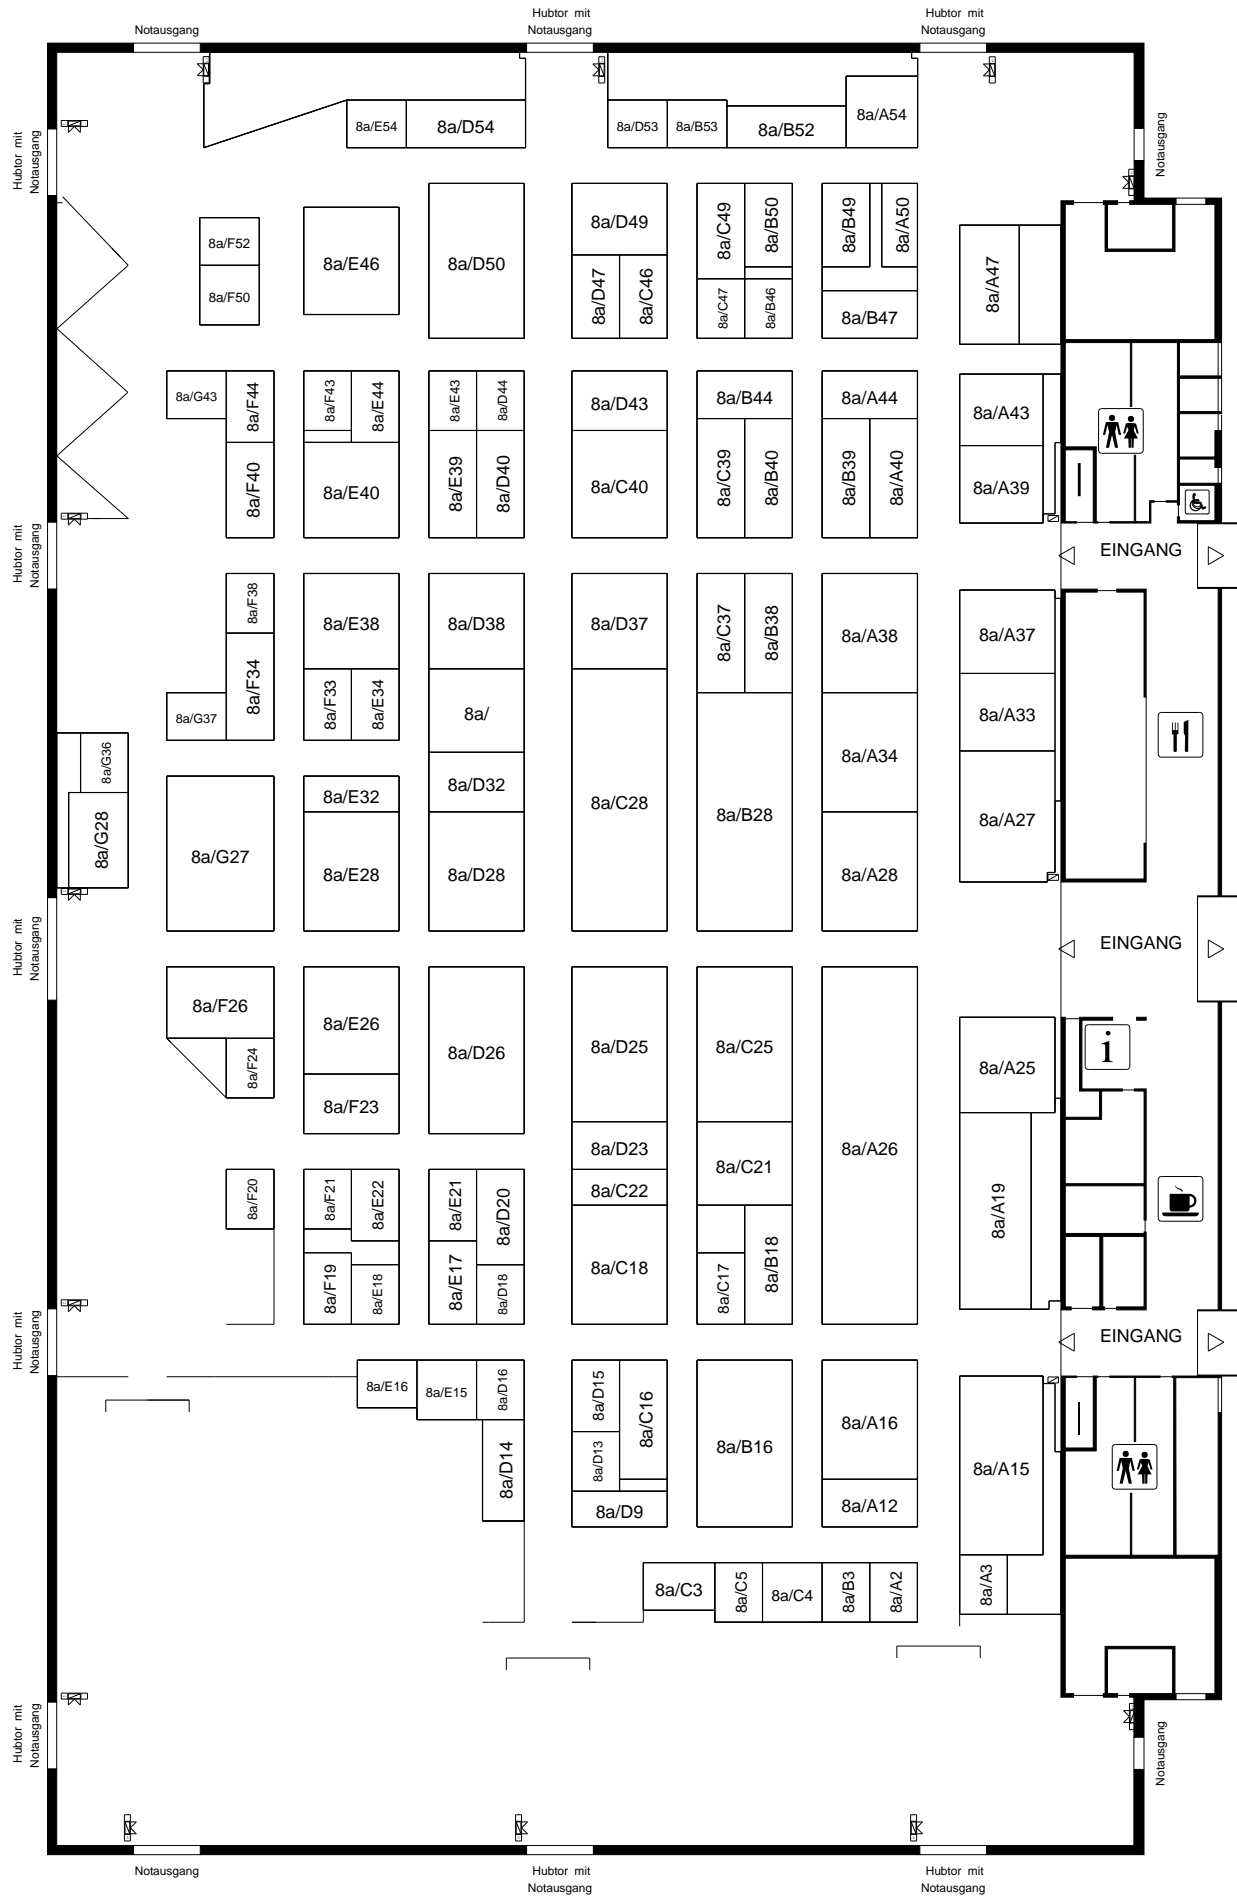 Hubtor mit
Notausgang
Hubtor mit
Notausgang
Notausgang
8a/E54
8a/D54
8a/D53
8a/B53
8a/B52
8a/A54
Hubtor mit
Notausgang
Notausgang
8a/F52
8a/F50
8a/E46
8a/D50
8a/D49
8a/D47
8a/C46
8a/C49
8a/B50
8a/C47
8a/B46
8a/B49
8a/A50
8a/B47
8a/A47
8a/G43
8a/F44
8a/F40
8a/F43
8a/E44
8a/E40
8a/E43
8a/D44
8a/E39
8a/D40
8a/D43
8a/C40
8a/B44
8a/C39
8a/B40
8a/A44
8a/B39
8a/A40
8a/A43
8a/A39
Hubtor mit
Notausgang
EINGANG
8a/F38
8a/F34
8a/G37
8a/E38
8a/F33
8a/E34
8a/D38
8a/
8a/D32
8a/D28
8a/D37
8a/C28
8a/C37
8a/B38
8a/B28
8a/A38
8a/A34
8a/A28
8a/A37
8a/A33
8a/A27
8a/G36
8a/G28
8a/G27
8a/E32
8a/E28
Hubtor mit
Notausgang
EINGANG
8a/F26
8a/F24
8a/E26
8a/F23
8a/D26
8a/D25
8a/D23
8a/C22
8a/C18
8a/C25
8a/C21
8a/C17
8a/B18
8a/A26
8a/A25
8a/A19
i
8a/F20
8a/F21
8a/E22
8a/F19
8a/E18
8a/E21
8a/D20
8a/E17
8a/D18
Hubtor mit
Notausgang
EINGANG
8a/E16
8a/E15
8a/D16
8a/D14
8a/D15
8a/C16
8a/D13
8a/D9
8a/B16
8a/A16
8a/A12
8a/A15
8a/A3
8a/C3
8a/C5
8a/C4
8a/B3
8a/A2
Hubtor mit
Notausgang
Notausgang
Notausgang
Hubtor mit
Notausgang
Hubtor mit
Notausgang